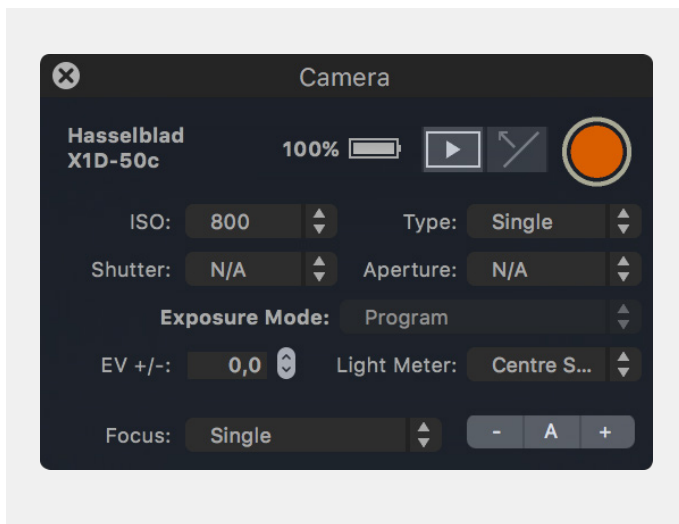 Camera
Hasselblad
X1D-50c
100%
ISO: 800 Type: Single
Shutter: N/A Aperture: N/A
Exposure Mode: Program
EV +/-: 0,0 Light Meter: Centre S...
Focus: Single - A +